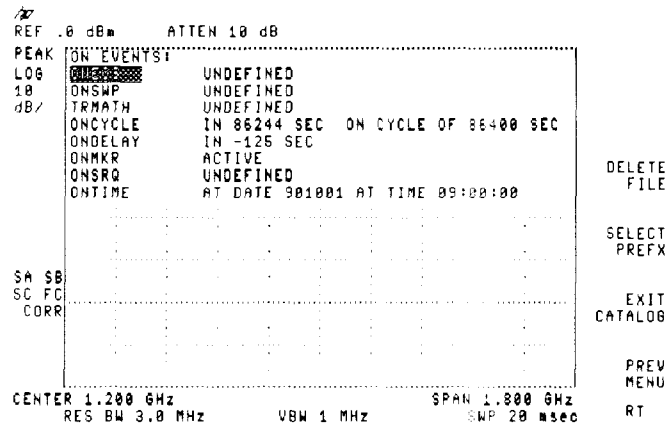 REF .0 dBm ATTEN 10 dB
PEAK
LOG
10
dB/
ON EVENTS:
UNDEFINED
ONSWP UNDEFINED
TRMATH UNDEFINED
ONCYCLE IN 86244 SEC ON CYCLE OF 86400 SEC
ONDELAY IN -125 SEC
ONMKR ACTIVE
ONSRQ UNDEFINED
ONTIME AT DATE 901001 AT TIME 09:00:00
SA SB
SC FC
CORR
DELETE
FILE
SELECT
PREFX
EXIT
CATALOG
PREV
MENU
RT
CENTER 1.200 GHz SPAN 1.800 GHz
RES BW 3.0 MHz VBW 1 MHz SWP 20 msec